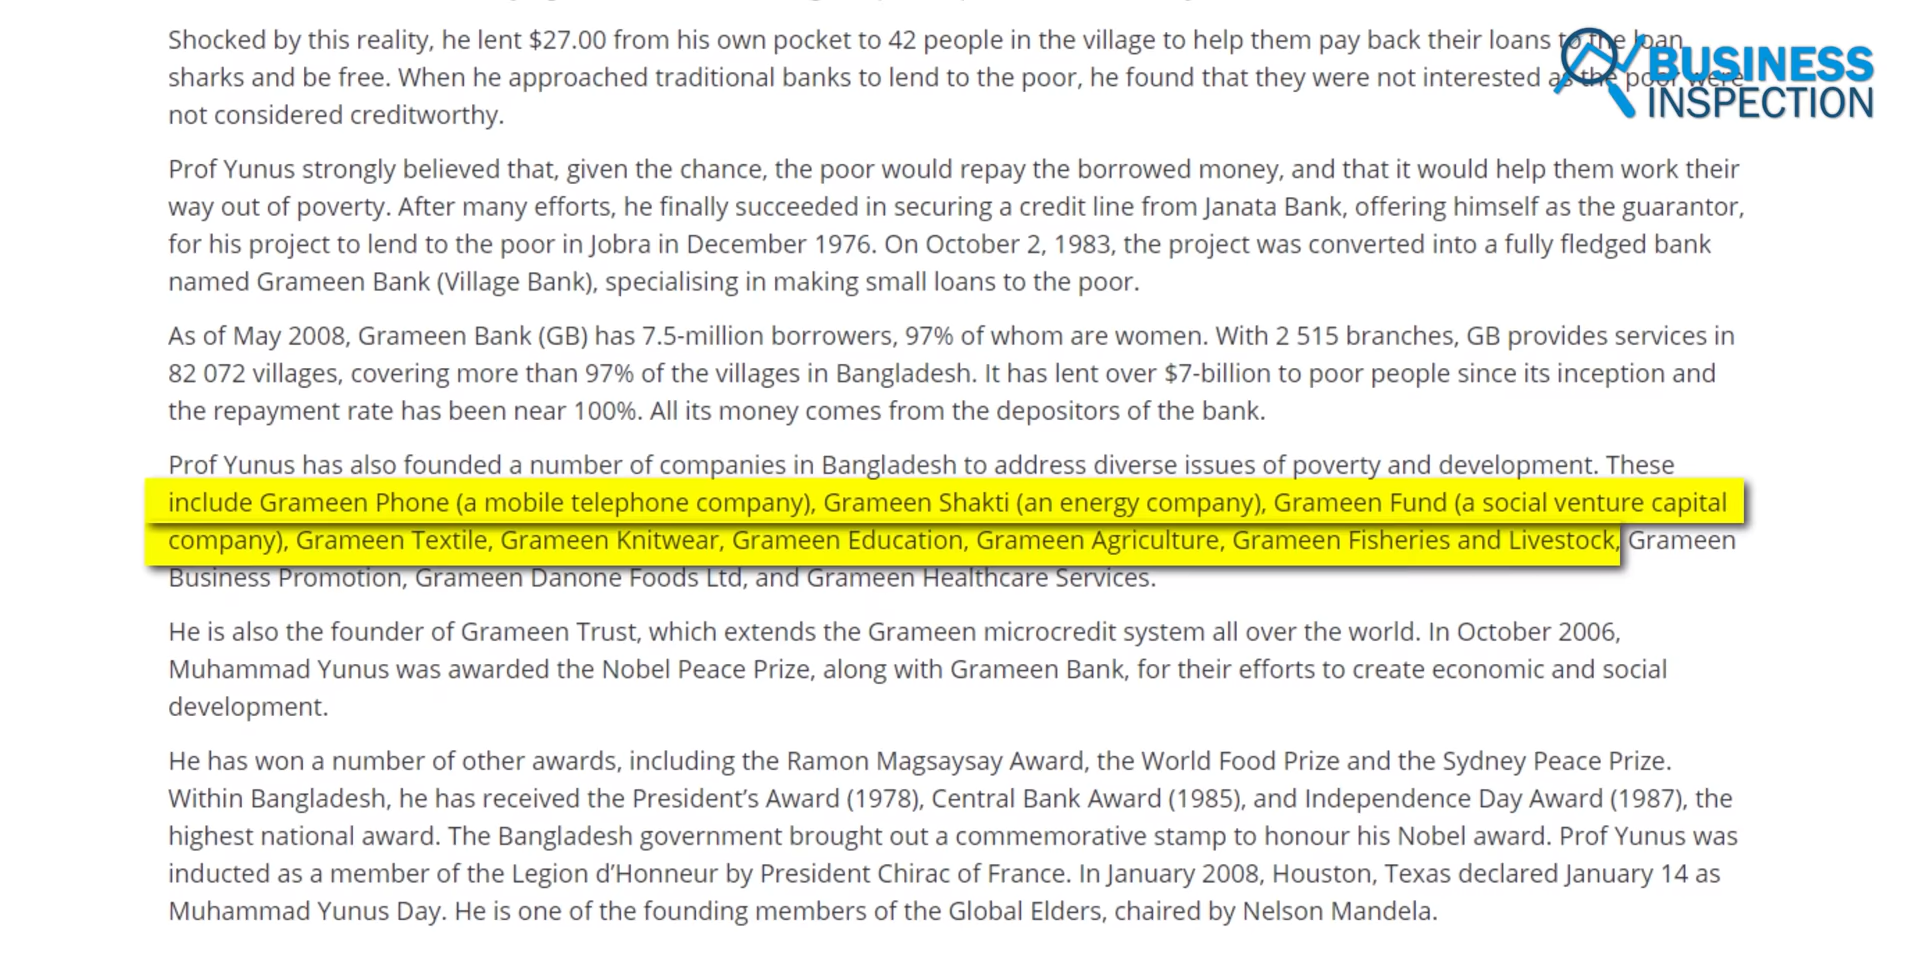 Shocked by this reality, he lent $27.00 from his own pocket to 42 people in the village to help them pay back their loans to the loan
sharks and be free. When he approached traditional banks to lend to the poor, he found that they were not interested as the poor were
not considered creditworthy.
BUSINESS
INSPECTION
Prof Yunus strongly believed that, given the chance, the poor would repay the borrowed money, and that it would help them work their
way out of poverty. After many efforts, he finally succeeded in securing a credit line from Janata Bank, offering himself as the guarantor,
for his project to lend to the poor in Jobra in December 1976. On October 2, 1983, the project was converted into a fully fledged bank
named Grameen Bank (Village Bank), specialising in making small loans to the poor.
As of May 2008, Grameen Bank (GB) has 7.5-million borrowers, 97% of whom are women. With 2 515 branches, GB provides services in
82 072 villages, covering more than 97% of the villages in Bangladesh. It has lent over $7-billion to poor people since its inception and
the repayment rate has been near 100%. All its money comes from the depositors of the bank.
Prof Yunus has also founded a number of companies in Bangladesh to address diverse issues of poverty and development. These
include Grameen Phone (a mobile telephone company), Grameen Shakti (an energy company), Grameen Fund (a social venture capital
company), Grameen Textile, Grameen Knitwear, Grameen Education, Grameen Agriculture, Grameen Fisheries and Livestock, Grameen
Business Promotion, Grameen Danone Foods Ltd, and Grameen Healthcare Services.
He is also the founder of Grameen Trust, which extends the Grameen microcredit system all over the world. In October 2006,
Muhammad Yunus was awarded the Nobel Peace Prize, along with Grameen Bank, for their efforts to create economic and social
development.
He has won a number of other awards, including the Ramon Magsaysay Award, the World Food Prize and the Sydney Peace Prize.
Within Bangladesh, he has received the President’s Award (1978), Central Bank Award (1985), and Independence Day Award (1987), the
highest national award. The Bangladesh government brought out a commemorative stamp to honour his Nobel award. Prof Yunus was
inducted as a member of the Legion d’Honneur by President Chirac of France. In January 2008, Houston, Texas declared January 14 as
Muhammad Yunus Day. He is one of the founding members of the Global Elders, chaired by Nelson Mandela.